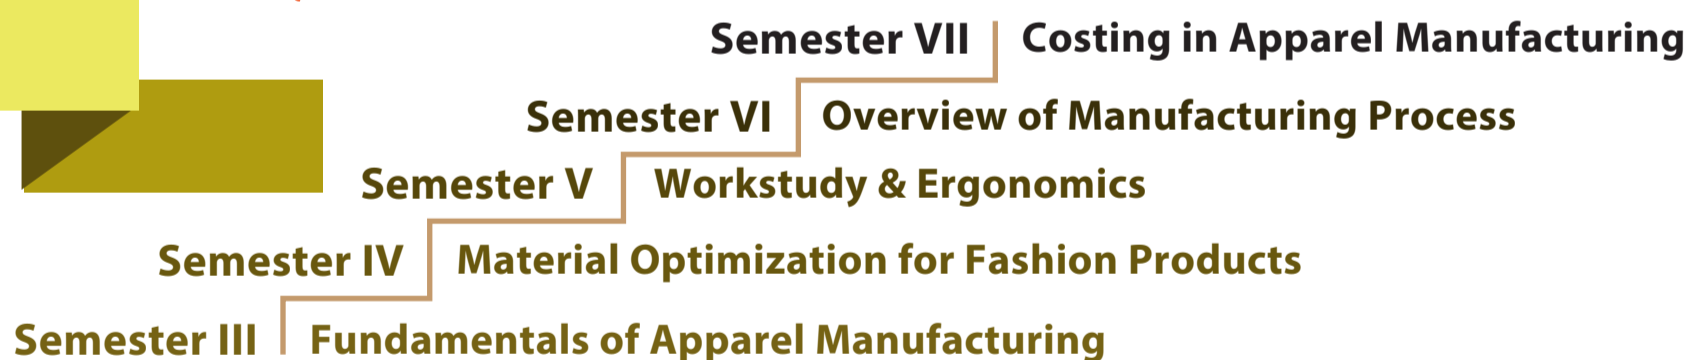 Semester VII Costing in Apparel Manufacturing
Semester VI Overview of Manufacturing Process
Semester V Workstudy & Ergonomics
Semester IV Material Optimization for Fashion Products
Semester III Fundamentals of Apparel Manufacturing